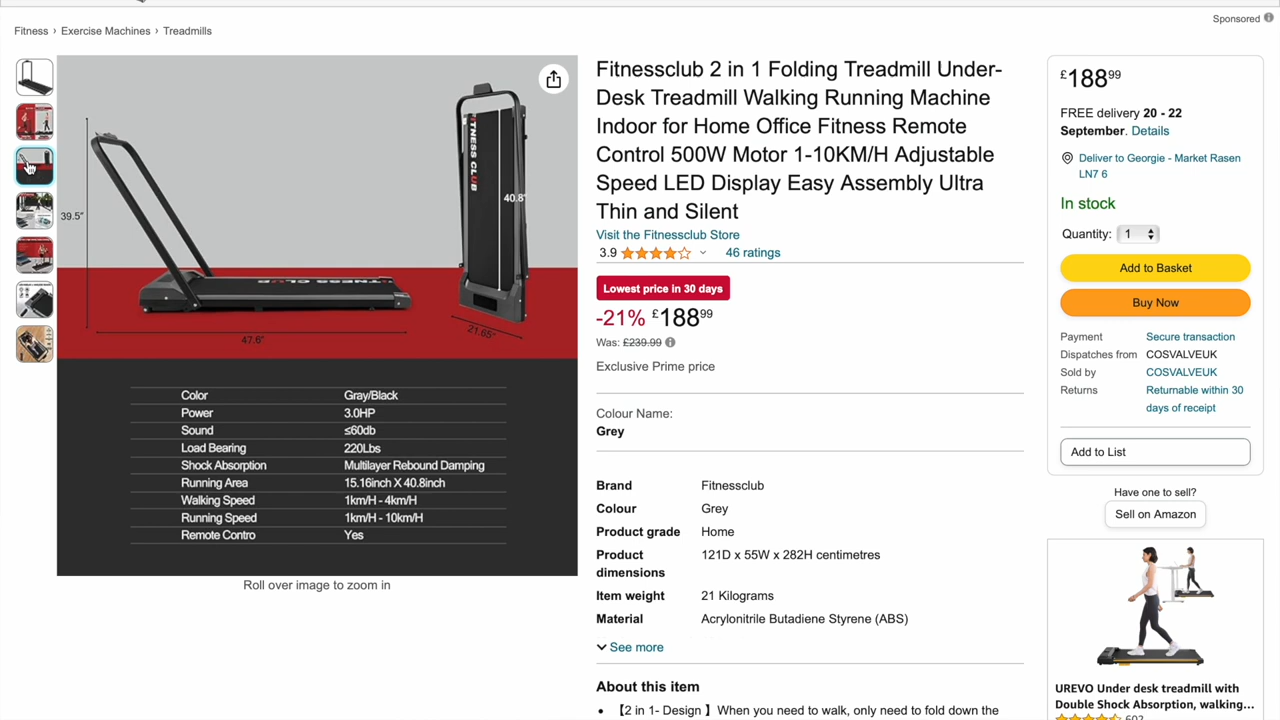 Sponsored
Fitness › Exercise Machines › Treadmills
39.5"
47.6"
FITNESS CLUB
FITNESS CLUB
40.8"
21.65"
Color Gray/Black
Power 3.0HP
Sound ≤60db
Load Bearing 220Lbs
Shock Absorption Multilayer Rebound Damping
Running Area 15.16inch X 40.8inch
Walking Speed 1km/H - 4km/H
Running Speed 1km/H - 10km/H
Remote Contro Yes
Roll over image to zoom in
Fitnessclub 2 in 1 Folding Treadmill Under-
Desk Treadmill Walking Running Machine
Indoor for Home Office Fitness Remote
Control 500W Motor 1-10KM/H Adjustable
Speed LED Display Easy Assembly Ultra
Thin and Silent
Visit the Fitnessclub Store
3.9 46 ratings
Lowest price in 30 days
-21% £188⁹⁹
Was: £239.99
Exclusive Prime price
Colour Name:
Grey
Brand Fitnessclub
Colour Grey
Product grade Home
Product 121D x 55W x 282H centimetres
dimensions
Item weight 21 Kilograms
Material Acrylonitrile Butadiene Styrene (ABS)
See more
About this item
• 【2 in 1- Design 】When you need to walk, only need to fold down the
£188⁹⁹
FREE delivery 20 - 22
September. Details
Deliver to Georgie - Market Rasen
LN7 6
In stock
Quantity: 1
Add to Basket
Buy Now
Payment Secure transaction
Dispatches from COSVALVEUK
Sold by COSVALVEUK
Returns Returnable within 30
days of receipt
Add to List
Have one to sell?
Sell on Amazon
UREVO Under desk treadmill with
Double Shock Absorption, walking...
602